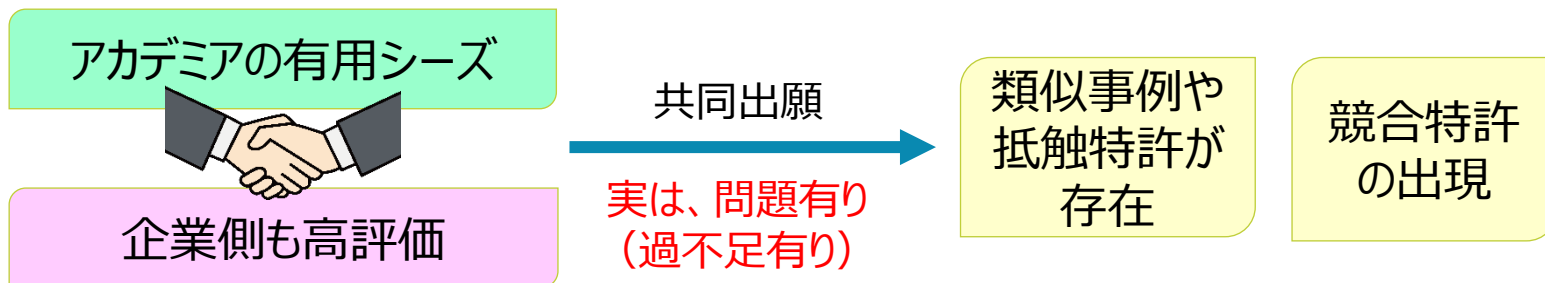 アカデミアの有用シーズ
企業側も高評価
共同出願
実は、問題有り
（過不足有り）
類似事例や
抵触特許が
存在
競合特許
の出現